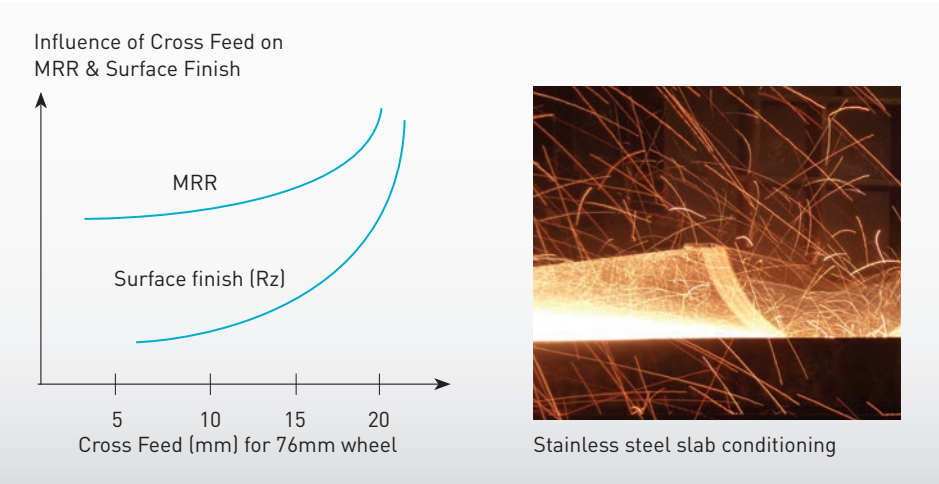 Influence of Cross Feed on
MRR & Surface Finish
MRR
Surface finish (Rz)
5 10 15 20
Cross Feed (mm) for 76mm wheel
Stainless steel slab conditioning